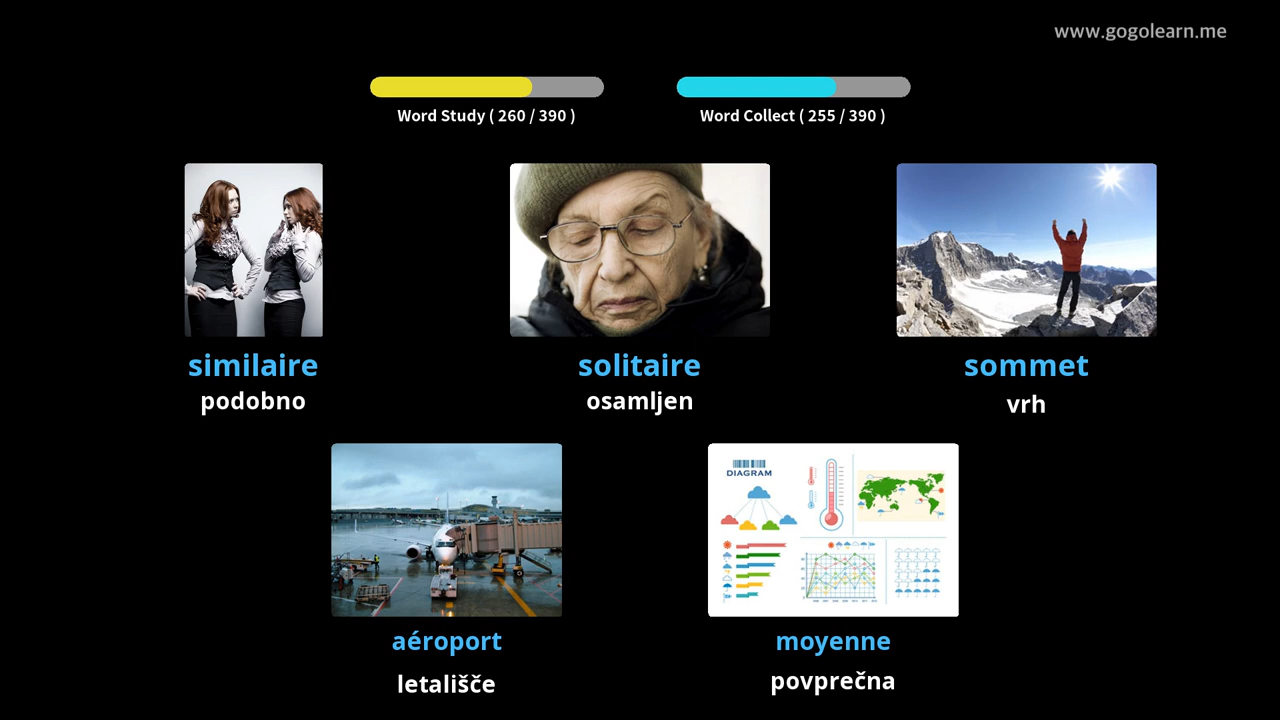 www.gogolearn.me
Word Study ( 260 / 390 )
Word Collect ( 255 / 390 )
similaire
podobno
solitaire
osamljen
sommet
vrh
DIAGRAM
aéroport
letališče
moyenne
povprečna